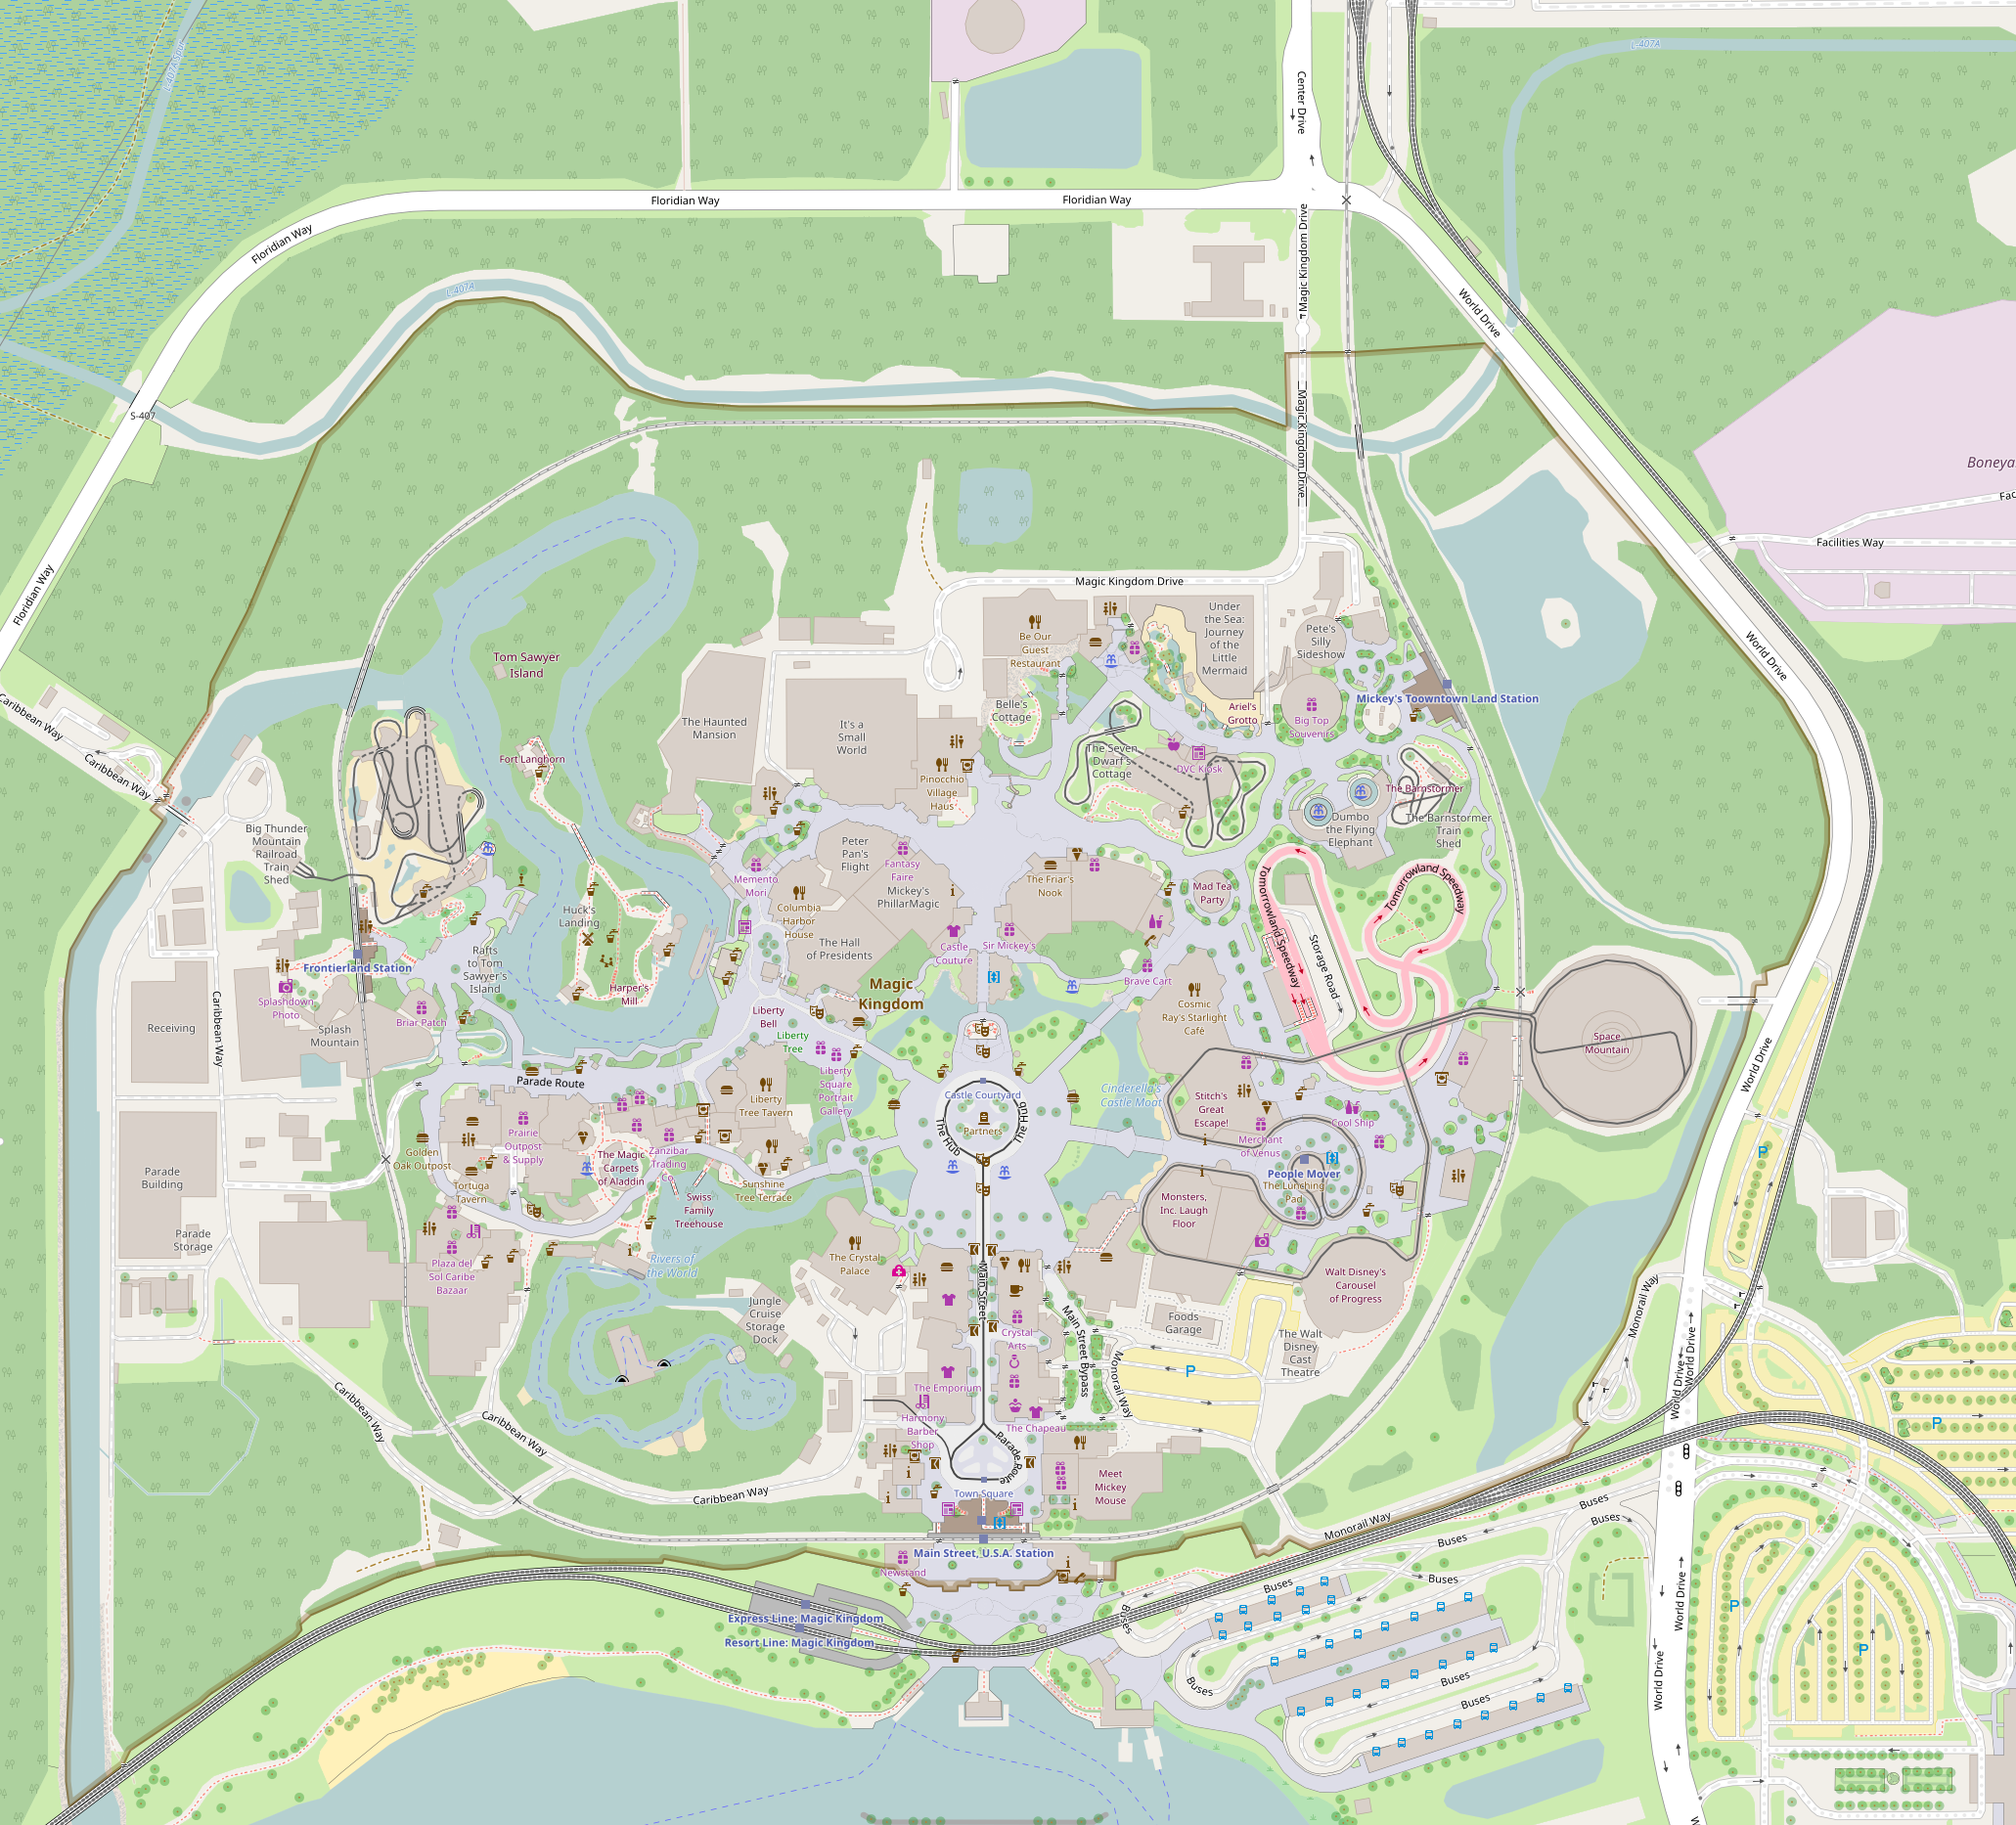 L-407A Spur
L-407A
Center Drive
Floridian Way
Floridian Way
Floridian Way
Magic Kingdom Drive
World Drive
L-407A
S-407
Magic Kingdom Drive
Facilities Way
Floridian Way
Magic Kingdom Drive
Under
the Sea:
Journey
of the
Little
Mermaid
Be Our
Guest
Restaurant
Pete's
Silly
Sideshow
World Drive
Tom Sawyer
Island
Mickey's Toowntown Land Station
Caribbean Way
Belle's
Cottage
Ariel's
Grotto
Big Top
Souvenirs
The Haunted
Mansion
It's a
Small
World
The Seven
Dwarf's
Cottage
DVC Kiosk
Fort Langhorn
Caribbean Way
Pinocchio
Village
Haus
The Barnstormer
Dumbo
the Flying
Elephant
The Barnstormer
Train
Shed
Big Thunder
Mountain
Railroad
Train
Shed
Peter
Pan's
Flight
Fantasy
Faire
Memento
Mori
Mickey's
PhillarMagic
The Friar's
Nook
Mad Tea
Party
Tomorrowland Speedway
Tomorrowland Speedway
Columbia
Harbor
House
Huck's
Landing
The Hall
of Presidents
Castle
Couture
Sir Mickey's
Storage Road
Rafts
to Tom
Sawyer's
Island
Frontierland Station
Harper's
Mill
Magic
Kingdom
Brave Cart
Splashdown
Photo
Cosmic
Ray's Starlight
Café
Briar Patch
Liberty
Bell
Receiving
Caribbean Way
Splash
Mountain
Liberty
Tree
Space
Mountain
World Drive
Parade Route
Liberty
Square
Portrait
Gallery
Liberty
Tree Tavern
Castle Courtyard
Cinderella's
Castle Moat
Stitch's
Great
Escape!
Cool Ship
The Hub
The Hub
Partners
Merchant
of Venus
Prairie
Outpost
& Supply
Golden
Oak Outpost
The Magic
Carpets
of Aladdin
Zanzibar
Trading
Co
People Mover
The Lunching
Pad
Parade
Building
Tortuga
Tavern
Sunshine
Tree Terrace
Swiss
Family
Treehouse
Monsters,
Inc. Laugh
Floor
Parade
Storage
Plaza del
Sol Caribe
Bazaar
Rivers of
the World
The Crystal
Palace
Main Street
Walt Disney's
Carousel
of Progress
Monorail Way
Jungle
Cruise
Storage
Dock
Crystal
Arts
Main Street Bypass
Foods
Garage
The Walt
Disney
Cast
Theatre
World Drive
World Drive
Monorail Way
P
P
The Emporium
Harmony
Barber
Shop
The Chapeau
Caribbean Way
Caribbean Way
Parade Route
Meet
Mickey
Mouse
Caribbean Way
Town Square
Buses
Monorail Way
Buses
Buses
Main Street, U.S.A. Station
Newstand
Buses
Buses
Buses
P
P
P
Express Line: Magic Kingdom
Resort Line: Magic Kingdom
World Drive
World Drive
Buses
Buses
Buses